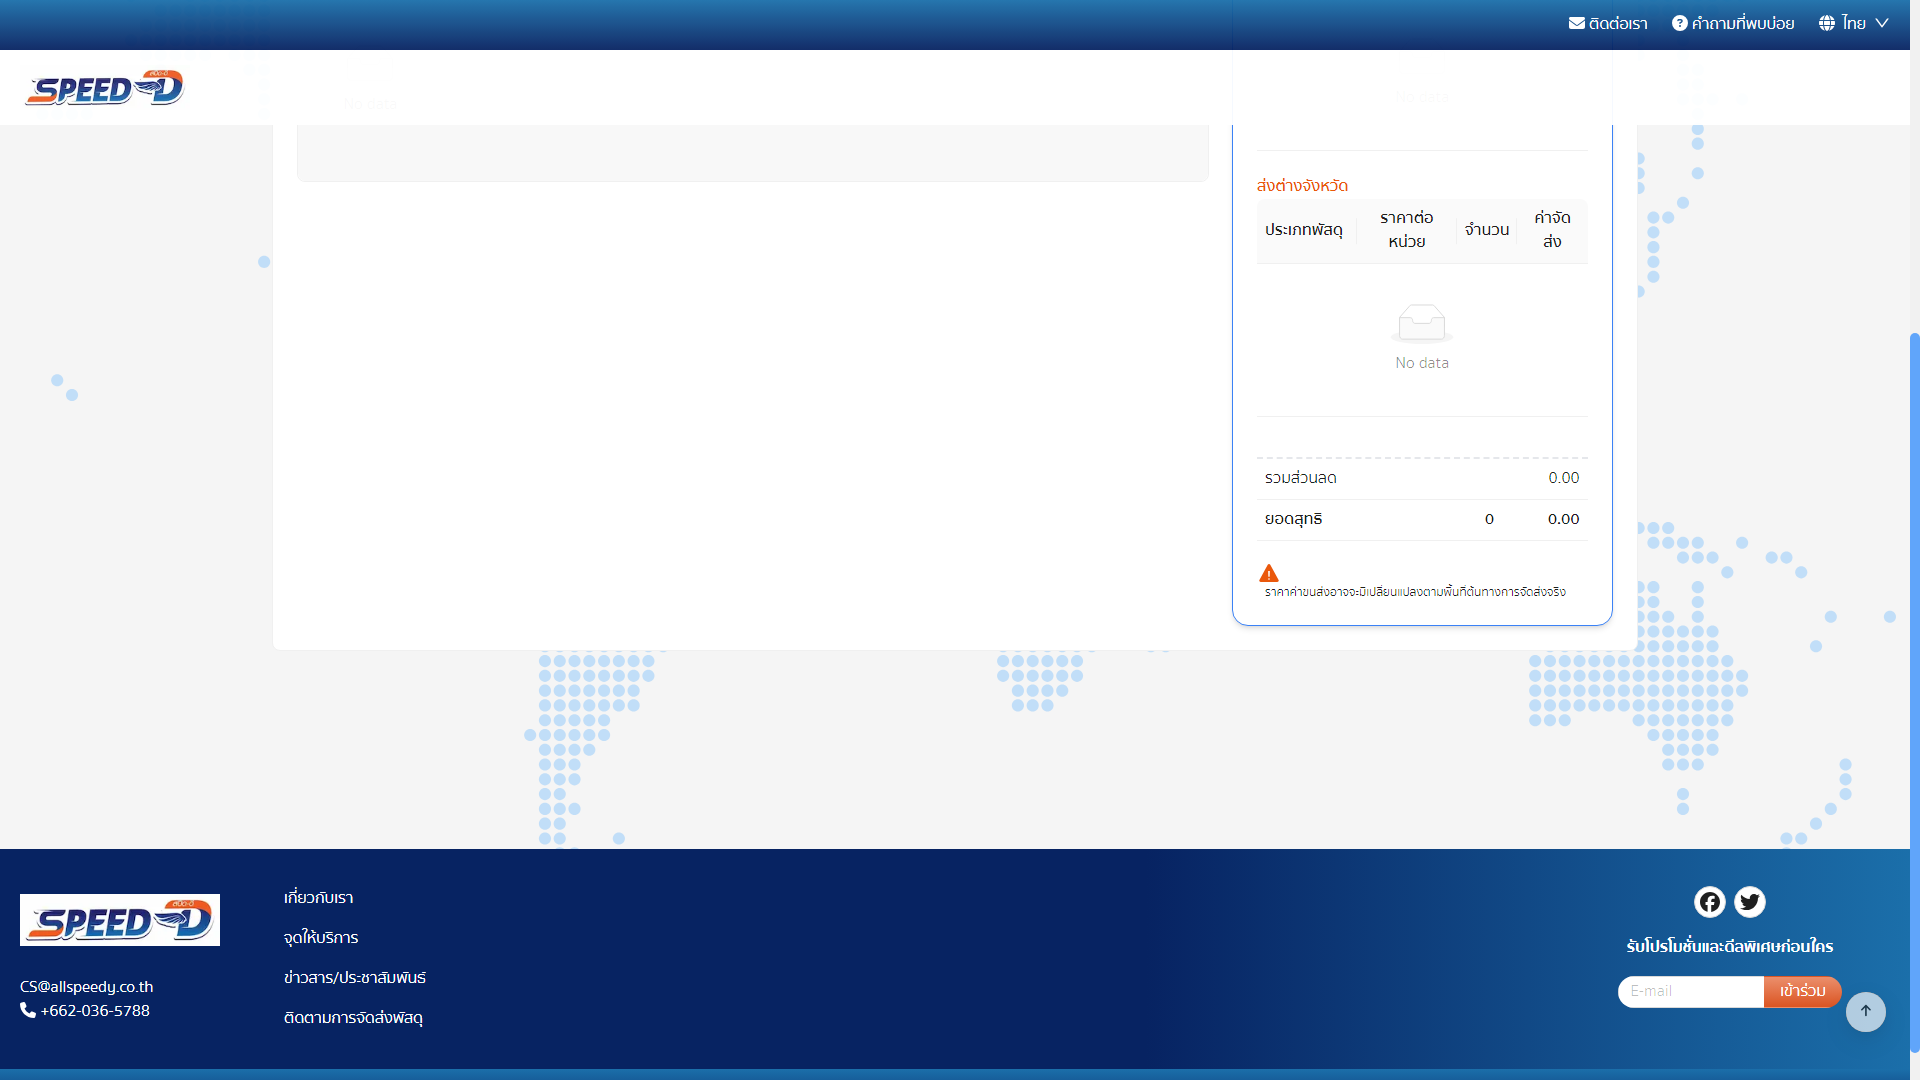 ติดต่อเรา
คำถามที่พบบ่อย
ไทย
SPEED-D
ส่งต่างจังหวัด
ประเภทพัสดุ
ราคาต่อ
หน่วย
จำนวน
ค่าจัด
ส่ง
No data
รวมส่วนลด 0.00
ยอดสุทธิ 0 0.00
ราคาค่าขนส่งอาจจะมีเปลี่ยนแปลงตามพื้นที่ต้นทางการจัดส่งจริง
SPEED-D
CS@allspeedy.co.th
+662-036-5788
เกี่ยวกับเรา
จุดให้บริการ
ข่าวสาร/ประชาสัมพันธ์
ติดตามการจัดส่งพัสดุ
รับโปรโมชั่นและดีลพิเศษก่อนใคร
E-mail
เข้าร่วม